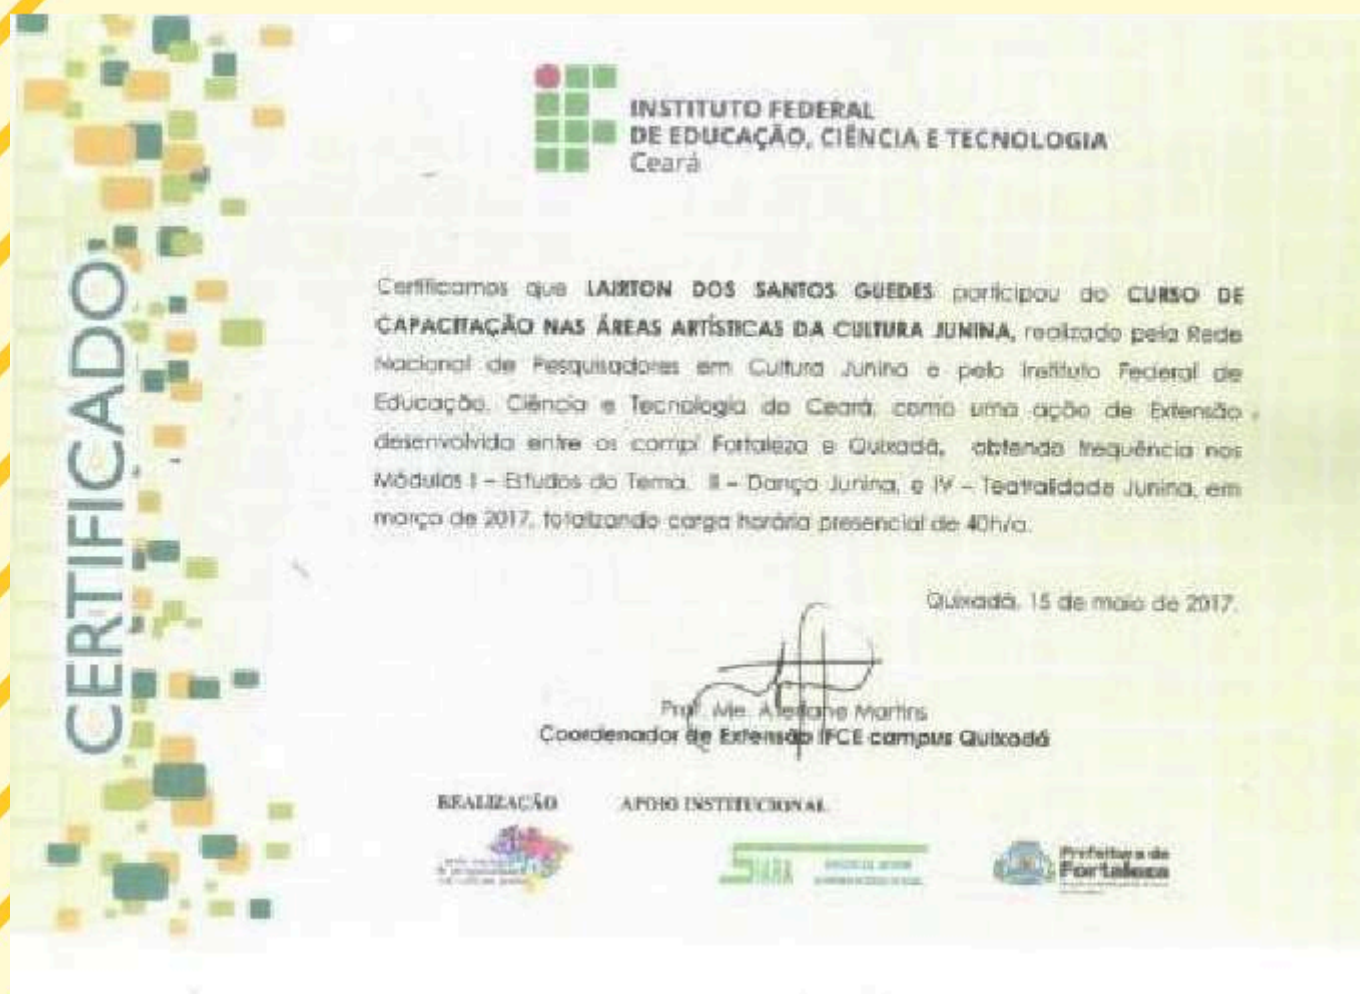 CERTIFICADO
INSTITUTO FEDERAL
DE EDUCAÇÃO, CIÊNCIA E TECNOLOGIA
Ceará
Certificamos que LAIRTON DOS SANTOS GUEDES participou do CURSO DE
CAPACITAÇÃO NAS ÁREAS ARTÍSTICAS DA CULTURA JUNINA, realizado pela Rede
Nacional de Pesquisadores em Cultura Junina e pelo Instituto Federal de
Educação, Ciência e Tecnologia do Ceará, como uma ação de Extensão
desenvolvida entre os campi Fortaleza e Quixadá, obtendo frequência nos
Módulos I – Estudos do Tema, II – Dança Junina, e IV – Teatralidade Junina, em
março de 2017, totalizando carga horária presencial de 40h/a.
Quixadá, 15 de maio de 2017.
Prof. Me. Martins
Coordenador de Extensão IFCE campus Quixadá
REALIZAÇÃO APOIO INSTITUCIONAL
Prefeitura de
Fortaleza